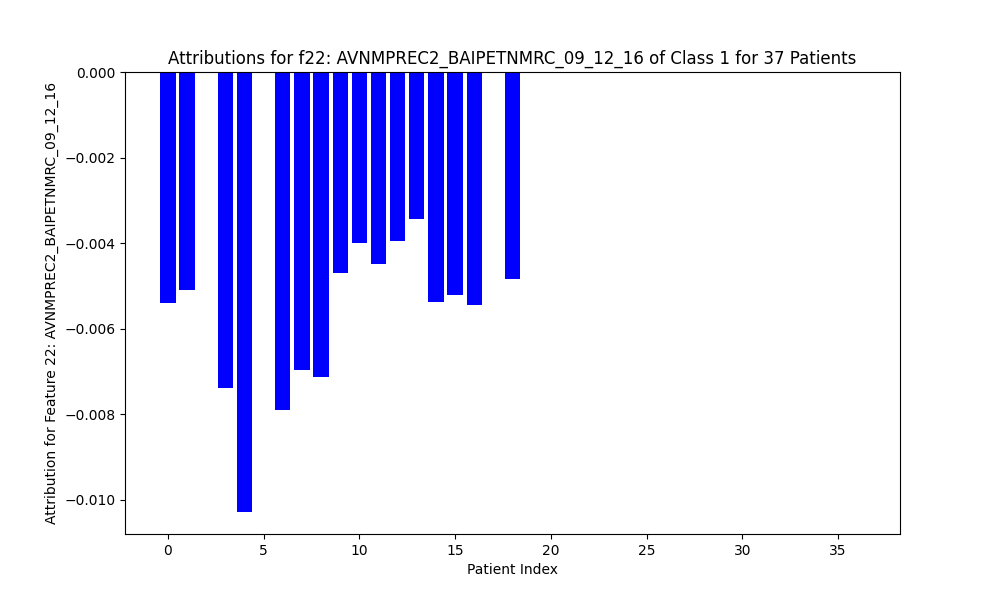 Attributions for f22: AVNMPREC2_BAIPETNMRC_09_12_16 of Class 1 for 37 Patients
Attribution for Feature 22: AVNMPREC2_BAIPETNMRC_09_12_16
0.000
−0.002
−0.004
−0.006
−0.008
−0.010
0 5 10 15 20 25 30 35
Patient Index